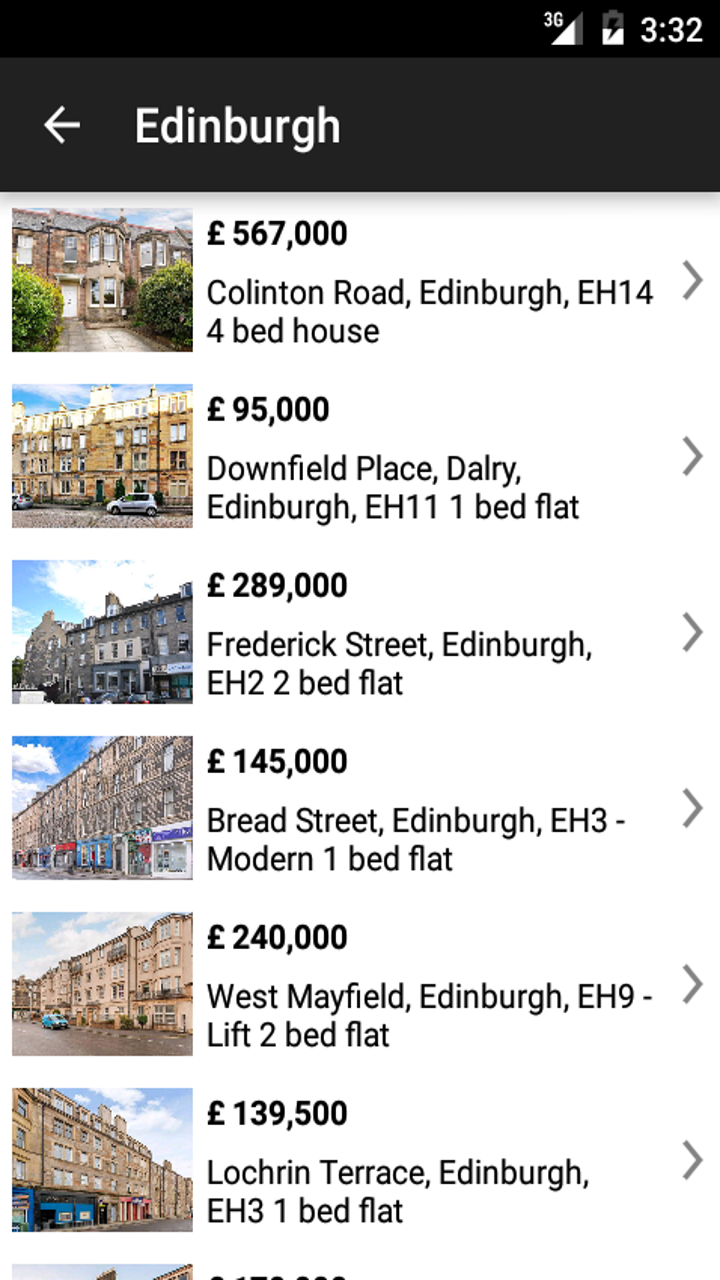 3G 3:32
Edinburgh
£ 567,000
Colinton Road, Edinburgh, EH14
4 bed house
£ 95,000
Downfield Place, Dalry,
Edinburgh, EH11 1 bed flat
£ 289,000
Frederick Street, Edinburgh,
EH2 2 bed flat
£ 145,000
Bread Street, Edinburgh, EH3 -
Modern 1 bed flat
£ 240,000
West Mayfield, Edinburgh, EH9 -
Lift 2 bed flat
£ 139,500
Lochrin Terrace, Edinburgh,
EH3 1 bed flat